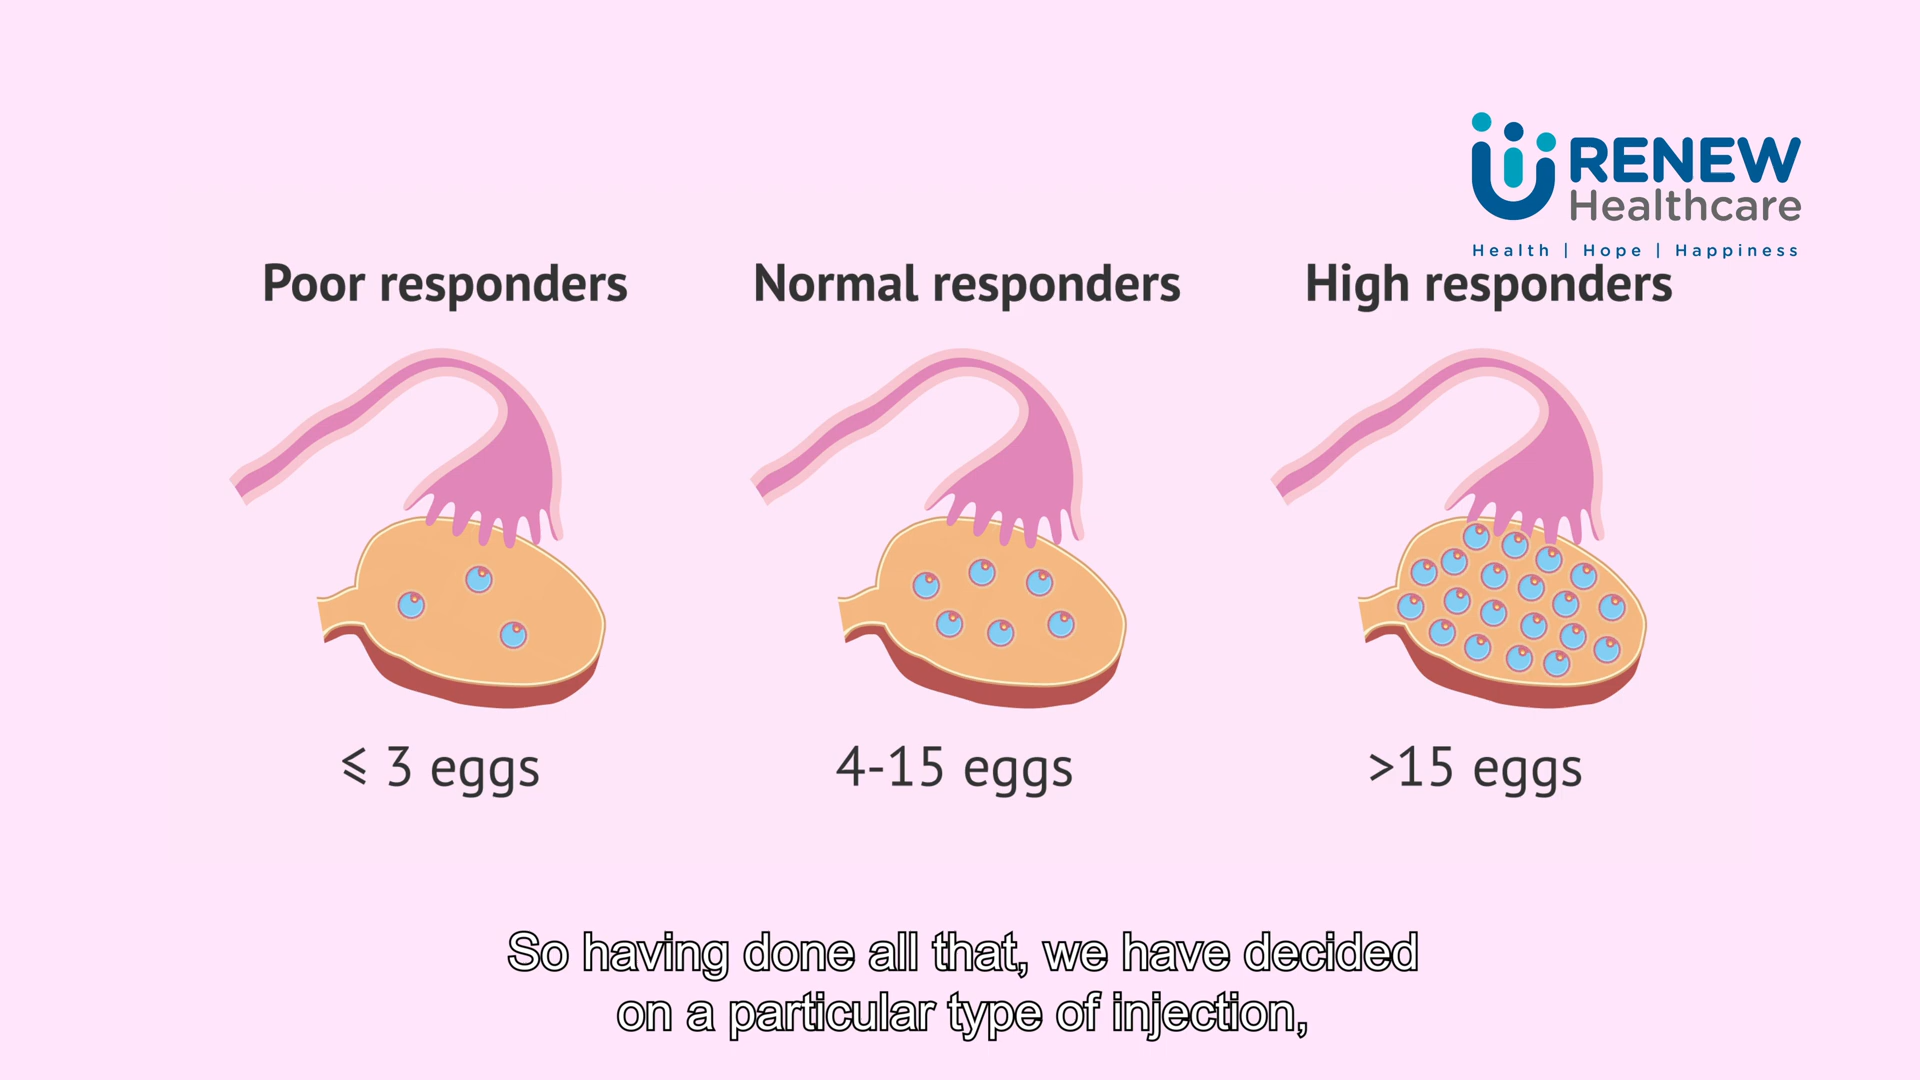 RENEW
Healthcare
Health | Hope | Happiness
Poor responders
Normal responders
High responders
⩽ 3 eggs
4-15 eggs
>15 eggs
So having done all that, we have decided
on a particular type of injection,